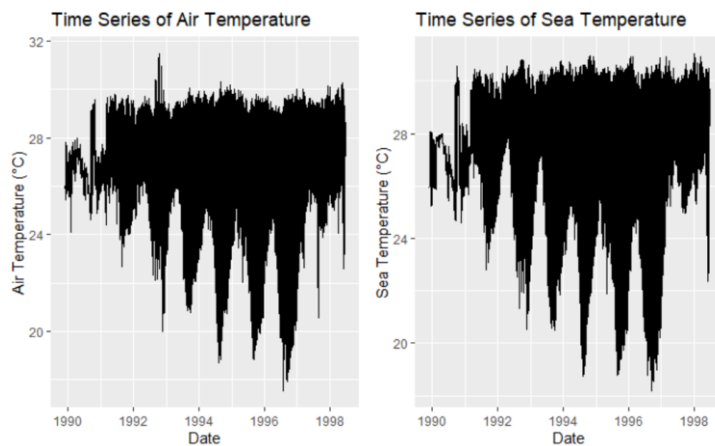 Time Series of Air Temperature
Air Temperature (°C)
32
28
24
20
1990
1992
1994
1996
1998
Date
Time Series of Sea Temperature
Sea Temperature (°C)
28
24
20
1990
1992
1994
1996
1998
Date